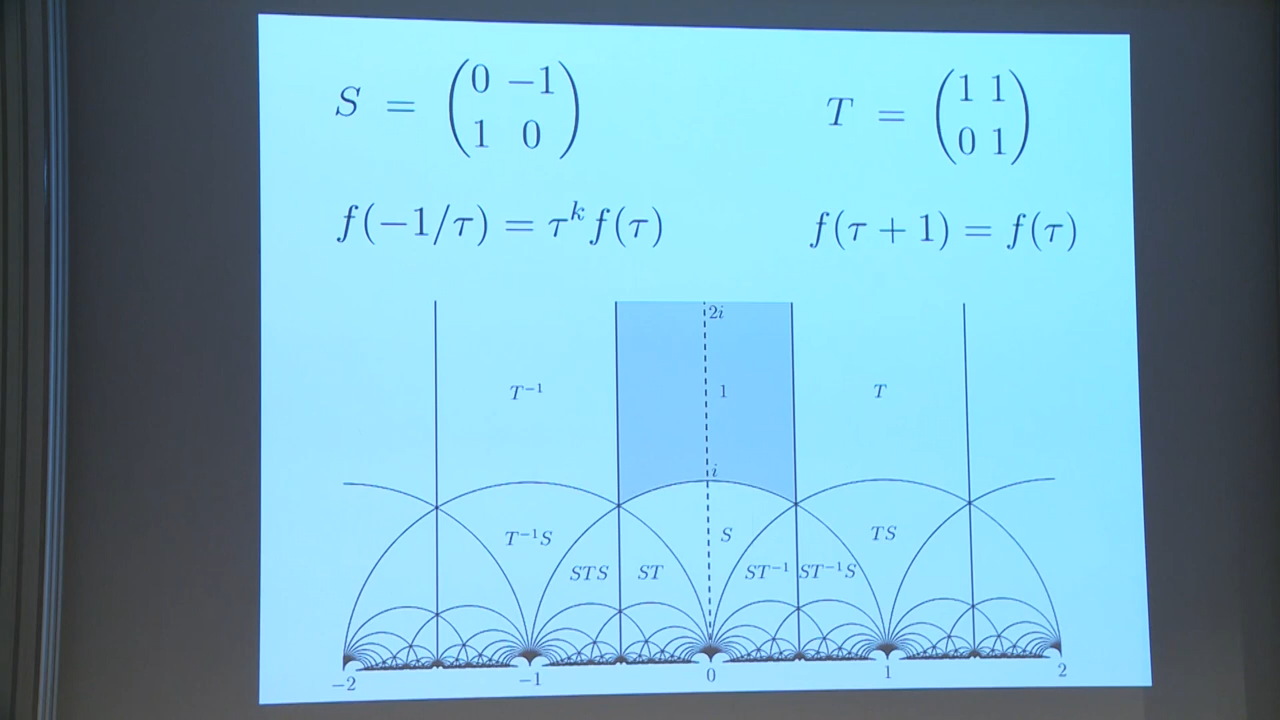 S = (0 −1
1 0)
T = (1 1
0 1)
f(−1/τ) = τ^k f(τ)
f(τ + 1) = f(τ)
2i
T⁻¹
1
T
i
T⁻¹S
S
TS
STS
ST
ST⁻¹
ST⁻¹S
−2
−1
0
1
2